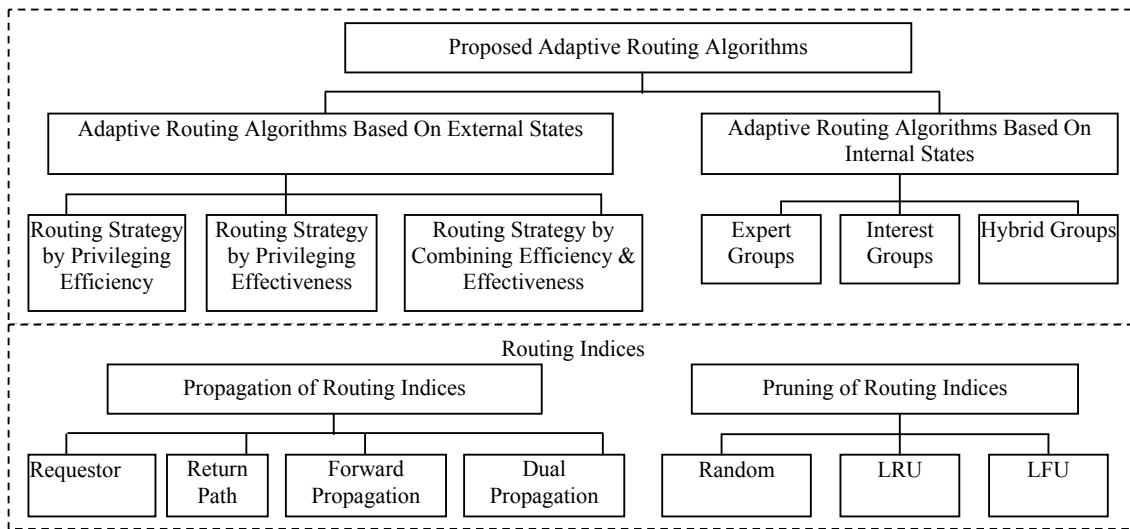 Proposed Adaptive Routing Algorithms
Adaptive Routing Algorithms Based On External States
Adaptive Routing Algorithms Based On
Internal States
Routing Strategy
by Privileging
Efficiency
Routing Strategy
by Privileging
Effectiveness
Routing Strategy by
Combining Efficiency &
Effectiveness
Expert
Groups
Interest
Groups
Hybrid Groups
Routing Indices
Propagation of Routing Indices
Pruning of Routing Indices
Requestor
Return
Path
Forward
Propagation
Dual
Propagation
Random
LRU
LFU